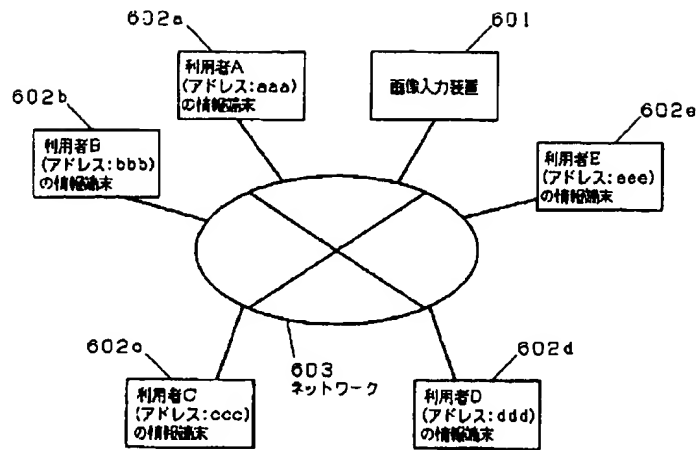 602a
601
利用者A
(アドレス:aaa)
の情報端末
画像入力装置
602b
利用者B
(アドレス:bbb)
の情報端末
602e
利用者E
(アドレス:eee)
の情報端末
602c
利用者C
(アドレス:ccc)
の情報端末
603
ネットワーク
602d
利用者D
(アドレス:ddd)
の情報端末